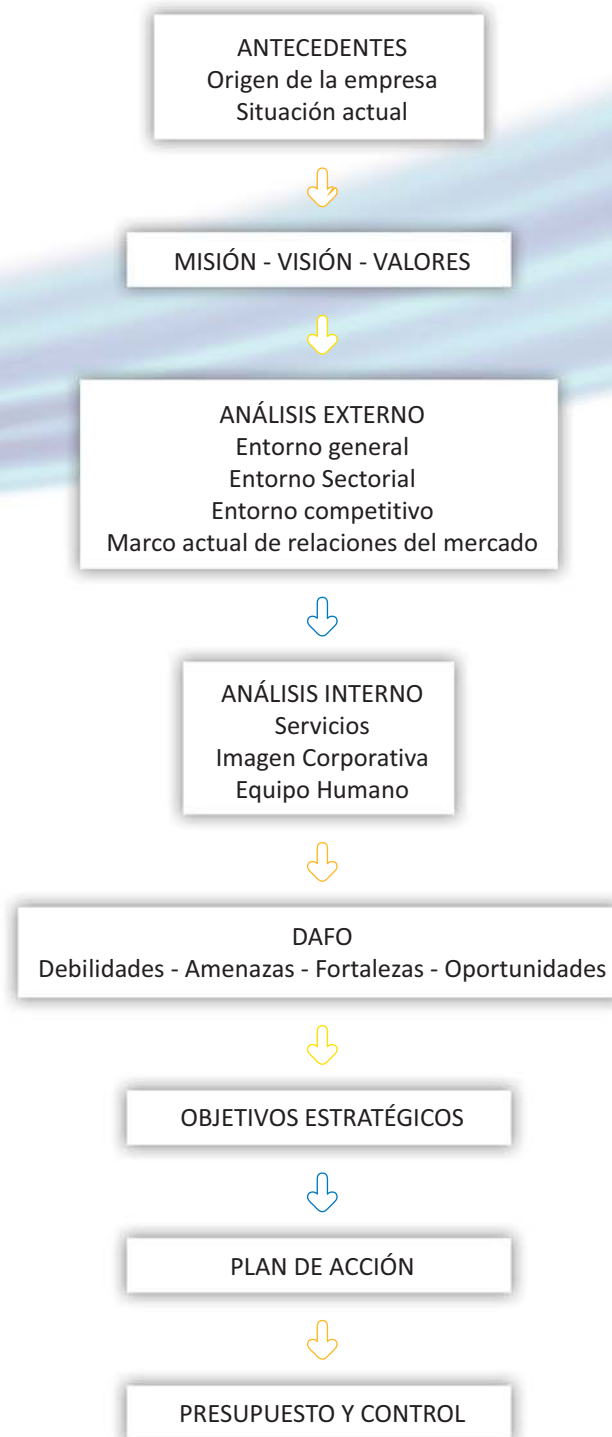 ANTECEDENTES
Origen de la empresa
Situación actual
MISIÓN - VISIÓN - VALORES
ANÁLISIS EXTERNO
Entorno general
Entorno Sectorial
Entorno competitivo
Marco actual de relaciones del mercado
ANÁLISIS INTERNO
Servicios
Imagen Corporativa
Equipo Humano
DAFO
Debilidades - Amenazas - Fortalezas - Oportunidades
OBJETIVOS ESTRATÉGICOS
PLAN DE ACCIÓN
PRESUPUESTO Y CONTROL